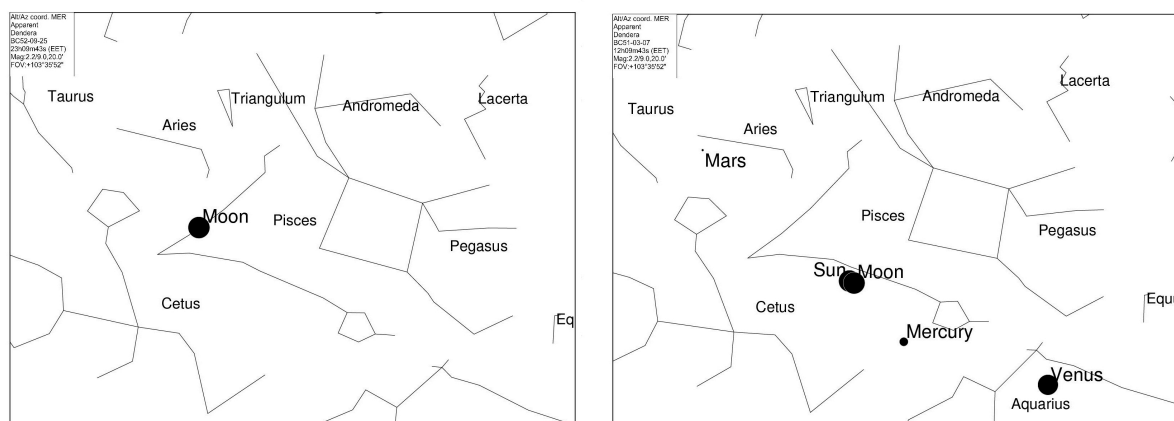 Alt/Az coord. MER
Apparent
Dendera
BC52-09-25
23h09m43s (EET)
Mag:2.2/9.0,20.0'
FOV:+103°35'52"
Taurus
Triangulum
Andromeda
Lacerta
Aries
Moon
Pisces
Pegasus
Cetus
Eq
Alt/Az coord. MER
Apparent
Dendera
BC51-03-07
12h09m43s (EET)
Mag:2.2/9.0,20.0'
FOV:+103°35'52"
Taurus
Triangulum
Andromeda
Lacerta
Aries
Mars
Pisces
Pegasus
Sun
Moon
Cetus
Equ
Mercury
Venus
Aquarius